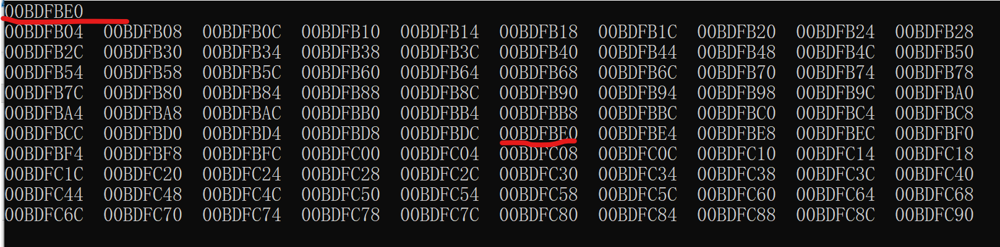 00BDFBE0
00BDFB04 00BDFB08 00BDFB0C 00BDFB10 00BDFB14 00BDFB18 00BDFB1C 00BDFB20 00BDFB24 00BDFB28
00BDFB2C 00BDFB30 00BDFB34 00BDFB38 00BDFB3C 00BDFB40 00BDFB44 00BDFB48 00BDFB4C 00BDFB50
00BDFB54 00BDFB58 00BDFB5C 00BDFB60 00BDFB64 00BDFB68 00BDFB6C 00BDFB70 00BDFB74 00BDFB78
00BDFB7C 00BDFB80 00BDFB84 00BDFB88 00BDFB8C 00BDFB90 00BDFB94 00BDFB98 00BDFB9C 00BDFBA0
00BDFBA4 00BDFBA8 00BDFBAC 00BDFBB0 00BDFBB4 00BDFBB8 00BDFBBC 00BDFBC0 00BDFBC4 00BDFBC8
00BDFBCC 00BDFBD0 00BDFBD4 00BDFBD8 00BDFBDC 00BDFBE0 00BDFBE4 00BDFBE8 00BDFBEC 00BDFBF0
00BDFBF4 00BDFBF8 00BDFBFC 00BDFC00 00BDFC04 00BDFC08 00BDFC0C 00BDFC10 00BDFC14 00BDFC18
00BDFC1C 00BDFC20 00BDFC24 00BDFC28 00BDFC2C 00BDFC30 00BDFC34 00BDFC38 00BDFC3C 00BDFC40
00BDFC44 00BDFC48 00BDFC4C 00BDFC50 00BDFC54 00BDFC58 00BDFC5C 00BDFC60 00BDFC64 00BDFC68
00BDFC6C 00BDFC70 00BDFC74 00BDFC78 00BDFC7C 00BDFC80 00BDFC84 00BDFC88 00BDFC8C 00BDFC90